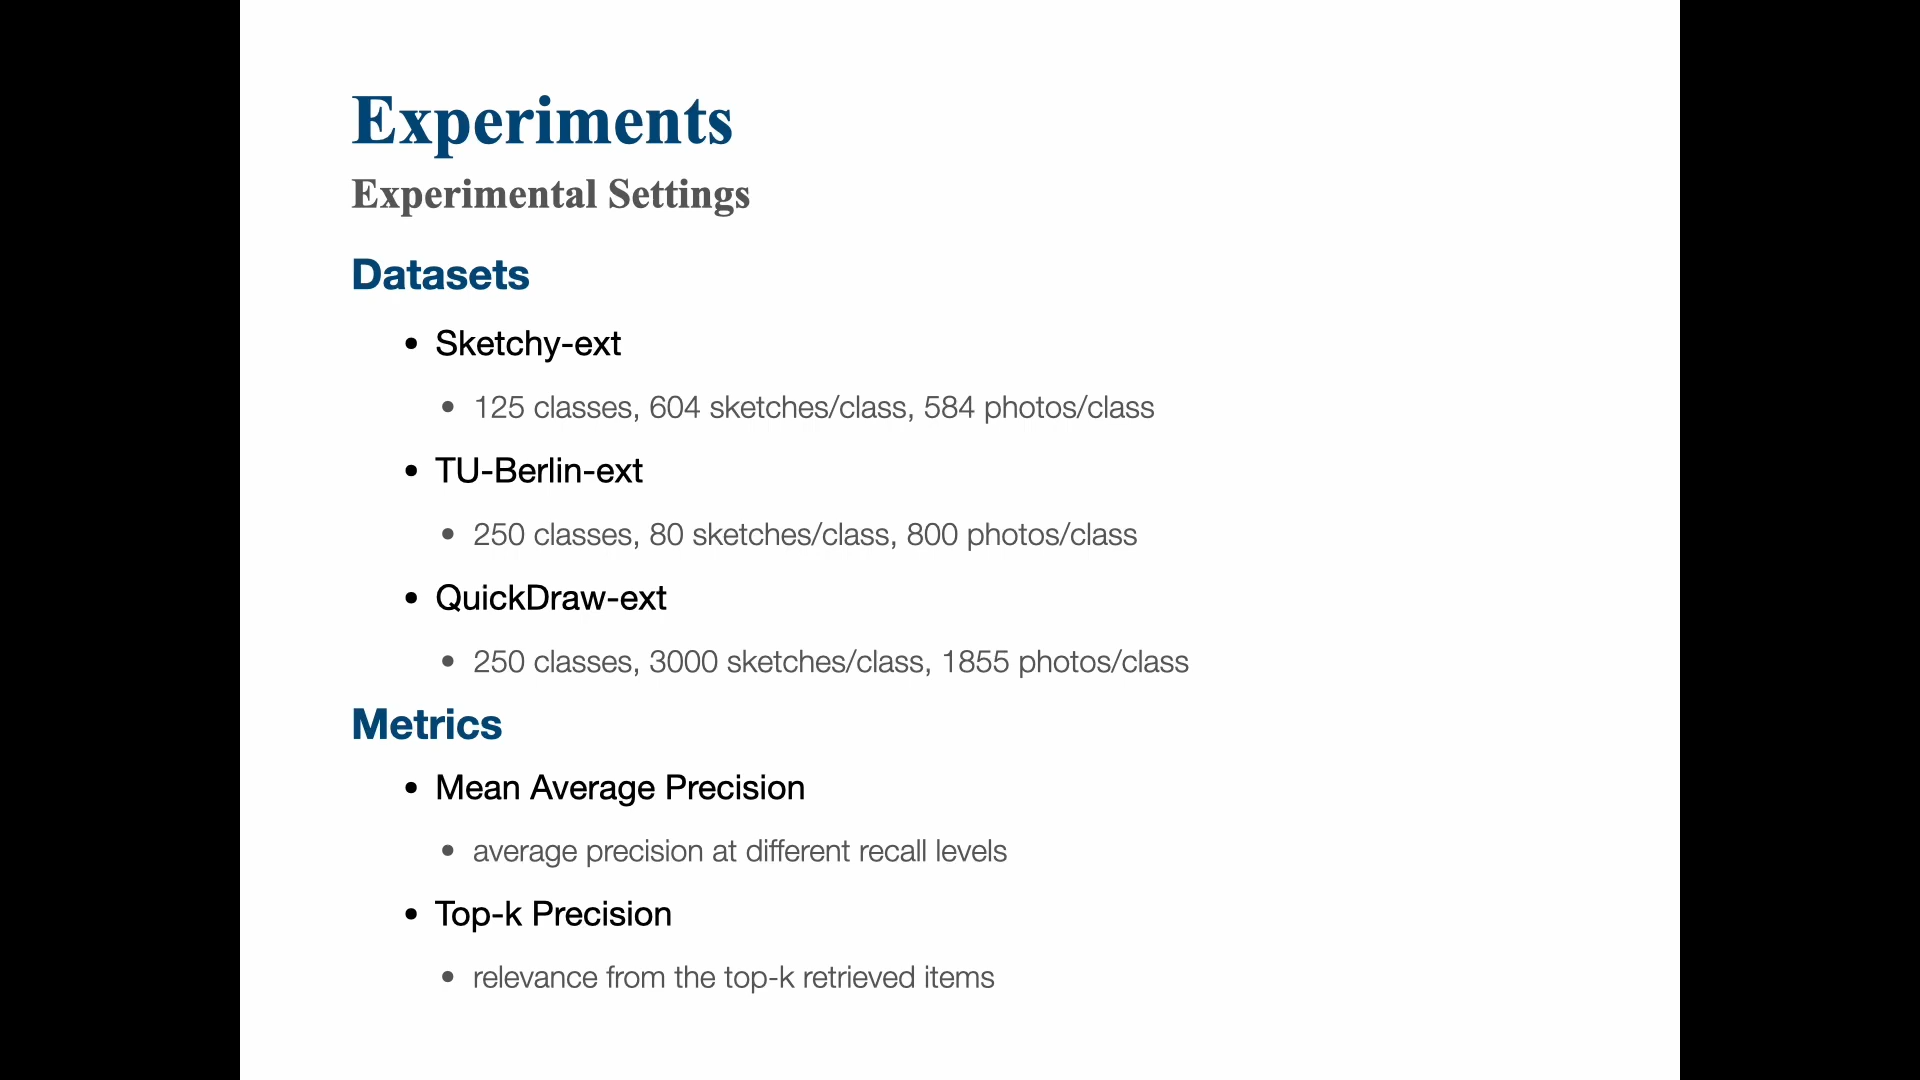 Experiments
Experimental Settings
Datasets
• Sketchy-ext
• 125 classes, 604 sketches/class, 584 photos/class
• TU-Berlin-ext
• 250 classes, 80 sketches/class, 800 photos/class
• QuickDraw-ext
• 250 classes, 3000 sketches/class, 1855 photos/class
Metrics
• Mean Average Precision
• average precision at different recall levels
• Top-k Precision
• relevance from the top-k retrieved items